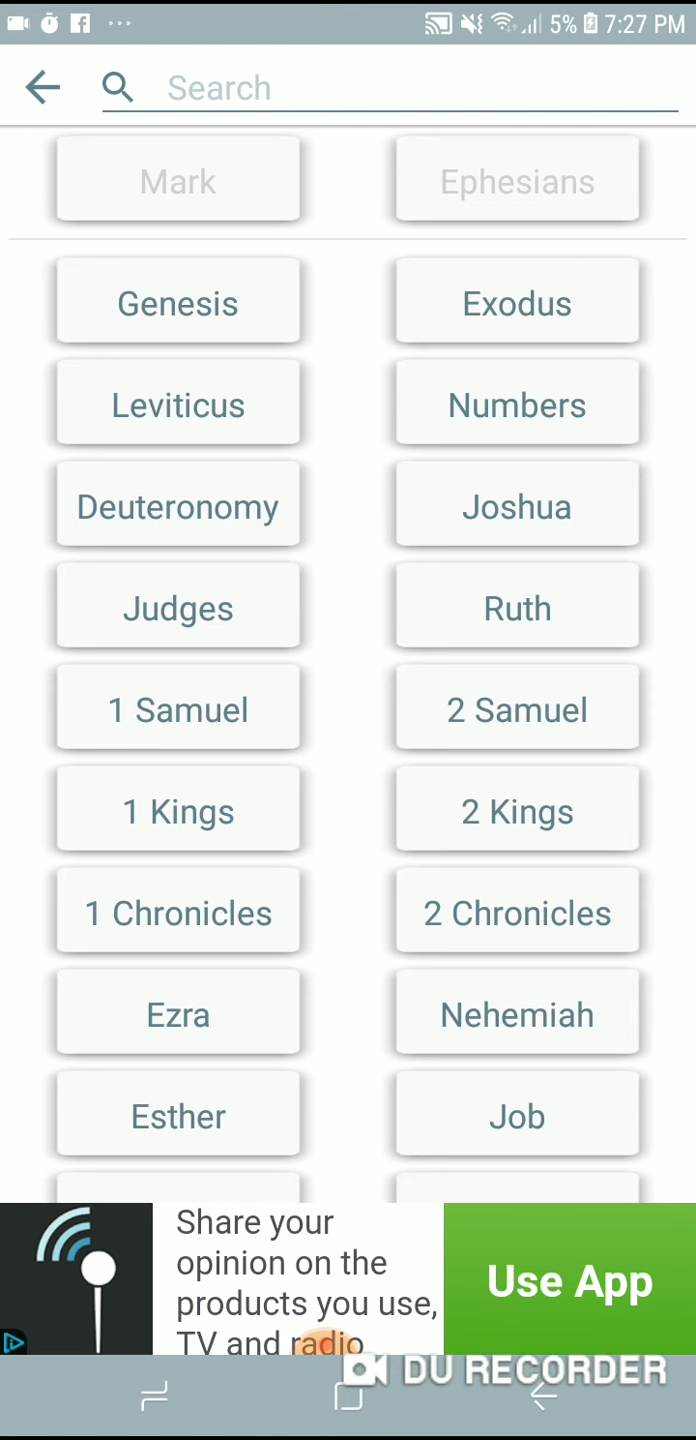 5% 7:27 PM
Search
Mark Ephesians
Genesis Exodus
Leviticus Numbers
Deuteronomy Joshua
Judges Ruth
1 Samuel 2 Samuel
1 Kings 2 Kings
1 Chronicles 2 Chronicles
Ezra Nehemiah
Esther Job
Share your
opinion on the
products you use,
TV and radio
Use App
DU RECORDER